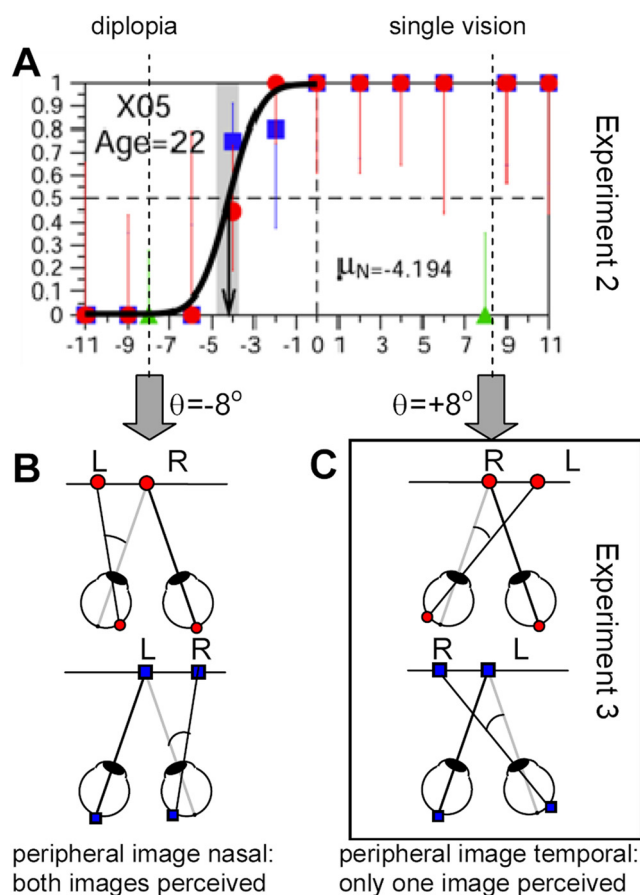 diplopia single vision
A
X05
Age=22
1
0.9
0.8
0.7
0.6
0.5
0.4
0.3
0.2
0.1
0
μN=-4.194
-11 -9 -7 -5 -3 -1 0 1 3 5 7 9 11
Experiment 2
θ=-8° θ=+8°
B
L R
L R
peripheral image nasal:
both images perceived
C
R L
R L
Experiment 3
peripheral image temporal:
only one image perceived